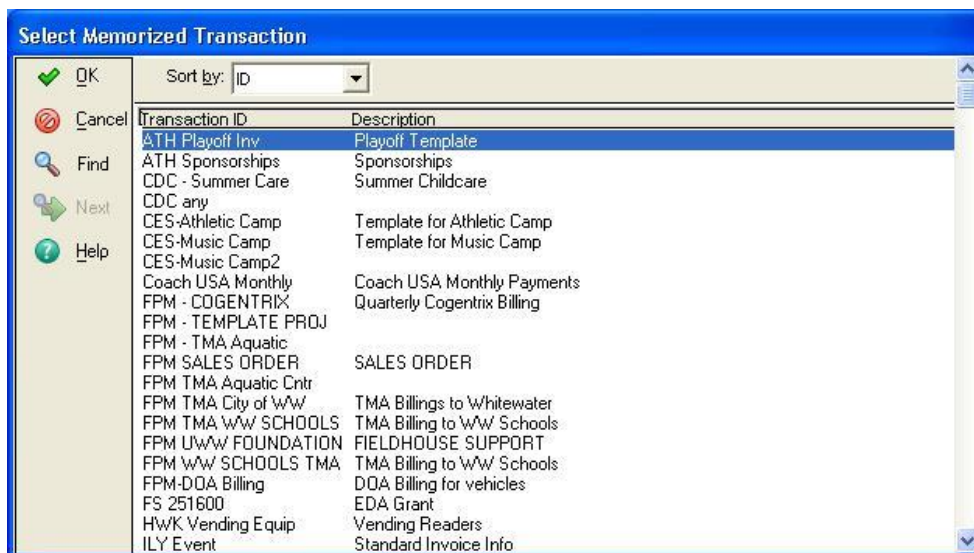 Select Memorized Transaction
OK
Sort by: ID
Cancel
Find
Next
Help
Transaction ID Description
ATH Playoff Inv Playoff Template
ATH Sponsorships Sponsorships
CDC - Summer Care Summer Childcare
CDC any
CES-Athletic Camp Template for Athletic Camp
CES-Music Camp Template for Music Camp
CES-Music Camp2
Coach USA Monthly Coach USA Monthly Payments
FPM - COGENTRIX Quarterly Cogentrix Billing
FPM - TEMPLATE PROJ
FPM - TMA Aquatic
FPM SALES ORDER SALES ORDER
FPM TMA Aquatic Cntr
FPM TMA City of WW TMA Billings to Whitewater
FPM TMA WW SCHOOLS TMA Billing to WW Schools
FPM UWW FOUNDATION FIELDHOUSE SUPPORT
FPM WW SCHOOLS TMA TMA Billing to WW Schools
FPM-DOA Billing DOA Billing for vehicles
FS 251600 EDA Grant
HWK Vending Equip Vending Readers
ILY Event Standard Invoice Info